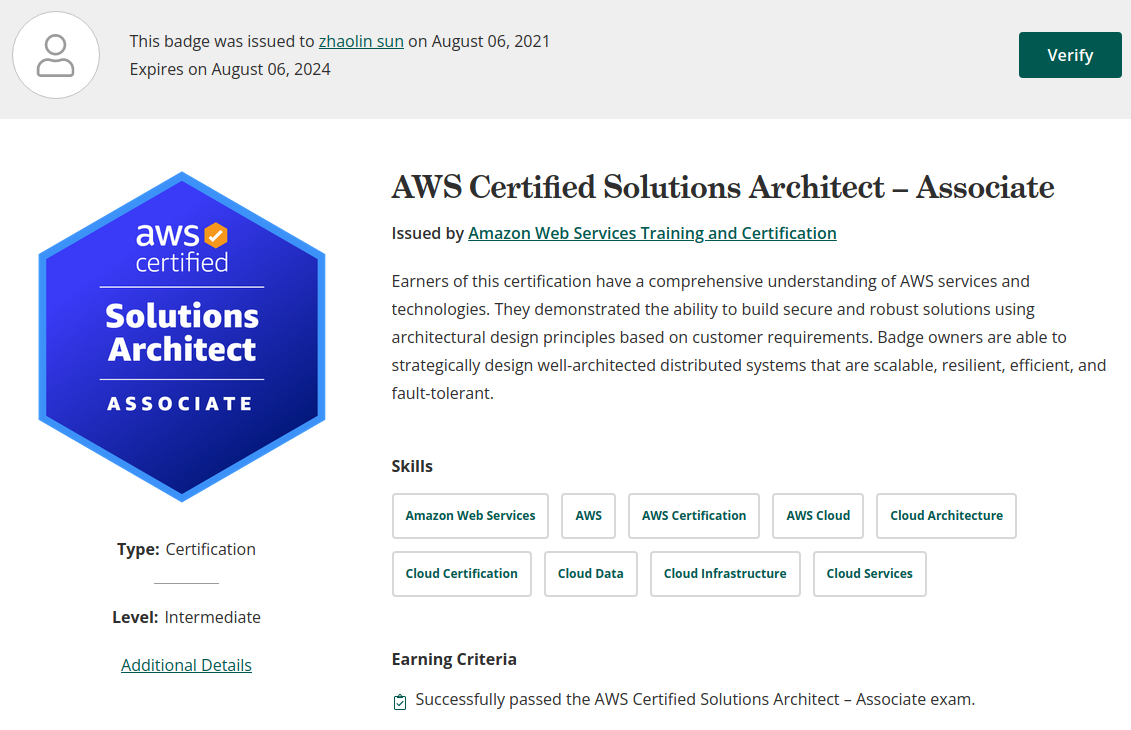 This badge was issued to zhaolin sun on August 06, 2021
Expires on August 06, 2024
Verify
aws
certified
Solutions
Architect
ASSOCIATE
Type: Certification
Level: Intermediate
Additional Details
AWS Certified Solutions Architect – Associate
Issued by Amazon Web Services Training and Certification
Earners of this certification have a comprehensive understanding of AWS services and
technologies. They demonstrated the ability to build secure and robust solutions using
architectural design principles based on customer requirements. Badge owners are able to
strategically design well-architected distributed systems that are scalable, resilient, efficient, and
fault-tolerant.
Skills
Amazon Web Services AWS AWS Certification AWS Cloud Cloud Architecture
Cloud Certification Cloud Data Cloud Infrastructure Cloud Services
Earning Criteria
Successfully passed the AWS Certified Solutions Architect – Associate exam.